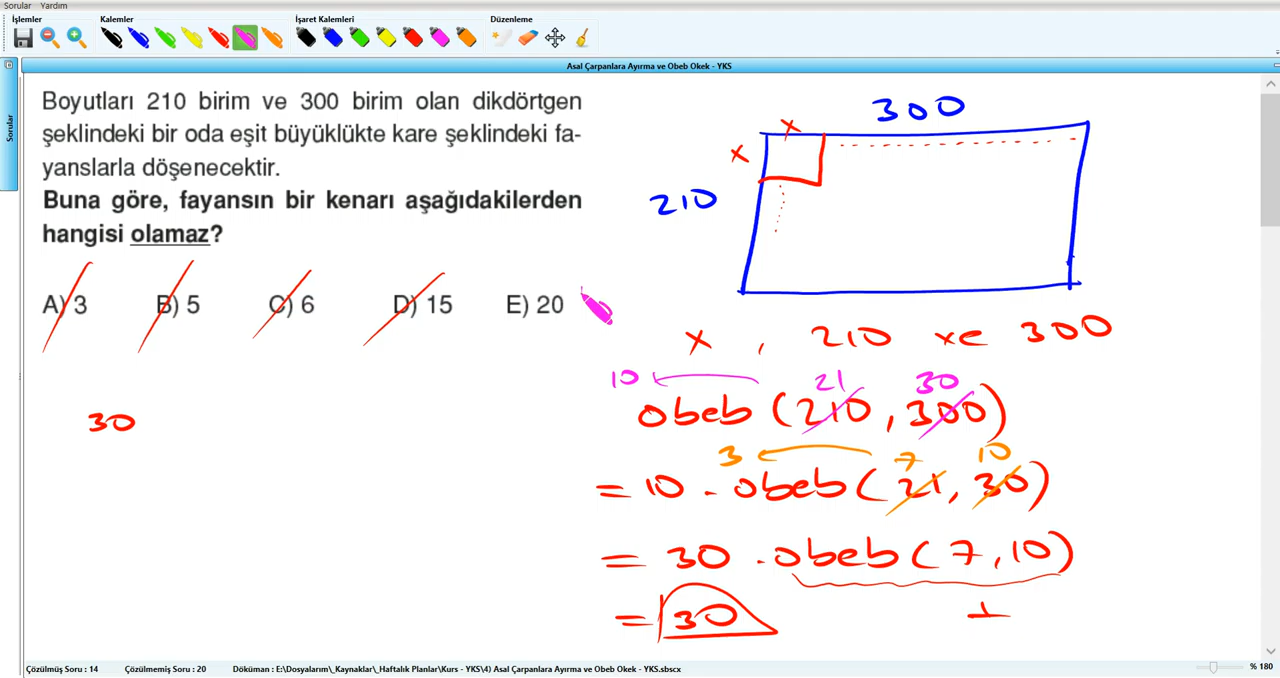 Sorular Yardım
İşlemler Kalemler İşaret Kalemleri Düzenleme
Asal Çarpanlara Ayırma ve Obeb Okek - YKS
Sorular
Boyutları 210 birim ve 300 birim olan dikdörtgen
şeklindeki bir oda eşit büyüklükte kare şeklindeki fa-
yanslarla döşenecektir.
Buna göre, fayansın bir kenarı aşağıdakilerden
hangisi olamaz?
A) 3 B) 5 C) 6 D) 15 E) 20
30
300
x
x
210
x , 210 ve 300
10 21 30
obeb (210, 300)
3 7 10
= 10 . obeb (21, 30)
= 30 . obeb (7, 10)
= 30 1
Çözülmüş Soru : 14 Çözülmemiş Soru : 20 Döküman : E:\Dosyalarım\_Kaynaklar\_Haftalık Planlar\Kurs - YKS\4) Asal Çarpanlara Ayırma ve Obeb Okek - YKS.sbscx % 180